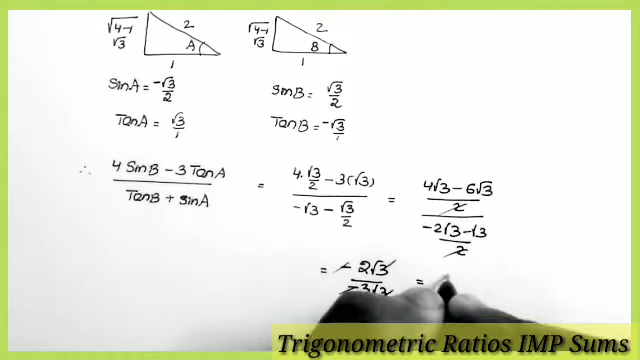 √4-1
√3
2
A
1
√4-1
√3
2
B
1
SinA = -√3/2
SinB = √3/2
TanA = √3/1
TanB = -√3/1
∴ 4 SinB - 3 TanA / TanB + SinA = 4. √3/2 - 3(√3) / -√3 - √3/2 = 4√3 - 6√3 / 2 / -2√3 - √3 / 2
= -2√3 / -3√3 =
Trigonometric Ratios IMP Sums